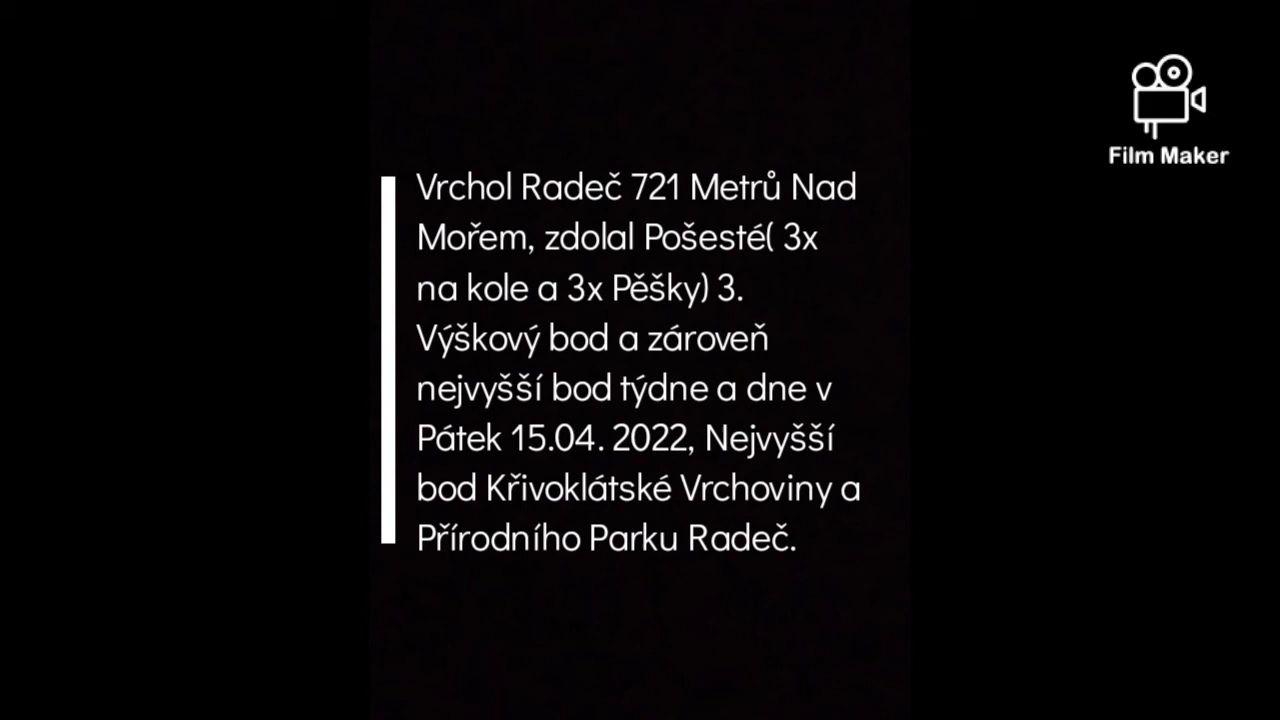 Film Maker
Vrchol Radeč 721 Metrů Nad
Mořem, zdolal Pošesté( 3x
na kole a 3x Pěšky) 3.
Výškový bod a zároveň
nejvyšší bod týdne a dne v
Pátek 15.04. 2022, Nejvyšší
bod Křivoklátské Vrchoviny a
Přírodního Parku Radeč.